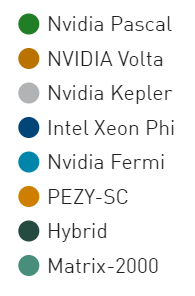 Nvidia Pascal
NVIDIA Volta
Nvidia Kepler
Intel Xeon Phi
Nvidia Fermi
PEZY-SC
Hybrid
Matrix-2000